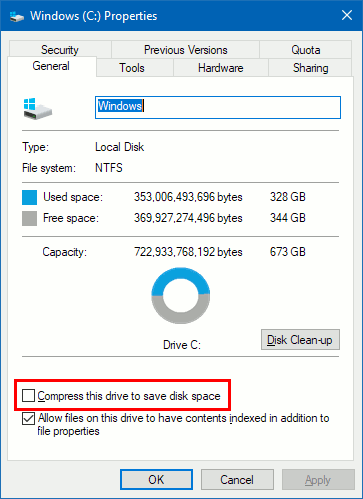 Windows (C:) Properties
Security Previous Versions Quota
General Tools Hardware Sharing
Windows
Type: Local Disk
File system: NTFS
Used space: 353,006,493,696 bytes 328 GB
Free space: 369,927,274,496 bytes 344 GB
Capacity: 722,933,768,192 bytes 673 GB
Drive C: Disk Clean-up
Compress this drive to save disk space
Allow files on this drive to have contents indexed in addition to
file properties
OK Cancel Apply